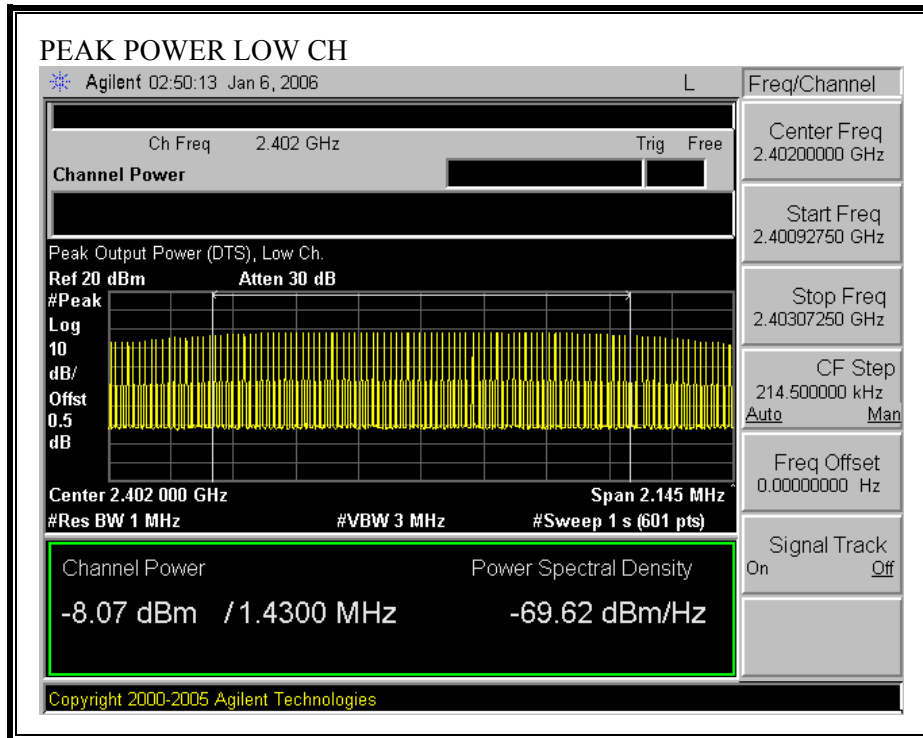 PEAK POWER LOW CH
Agilent 02:50:13 Jan 6, 2006 L
Freq/Channel
Ch Freq 2.402 GHz Trig Free
Channel Power
Center Freq
2.40200000 GHz
Start Freq
2.40092750 GHz
Stop Freq
2.40307250 GHz
CF Step
214.500000 kHz
Auto Man
Freq Offset
0.00000000 Hz
Signal Track
On Off
Peak Output Power (DTS), Low Ch.
Ref 20 dBm Atten 30 dB
#Peak
Log
10
dB/
Offst
0.5
dB
Center 2.402 000 GHz Span 2.145 MHz
#Res BW 1 MHz #VBW 3 MHz #Sweep 1 s (601 pts)
Channel Power Power Spectral Density
-8.07 dBm /1.4300 MHz -69.62 dBm/Hz
Copyright 2000-2005 Agilent Technologies